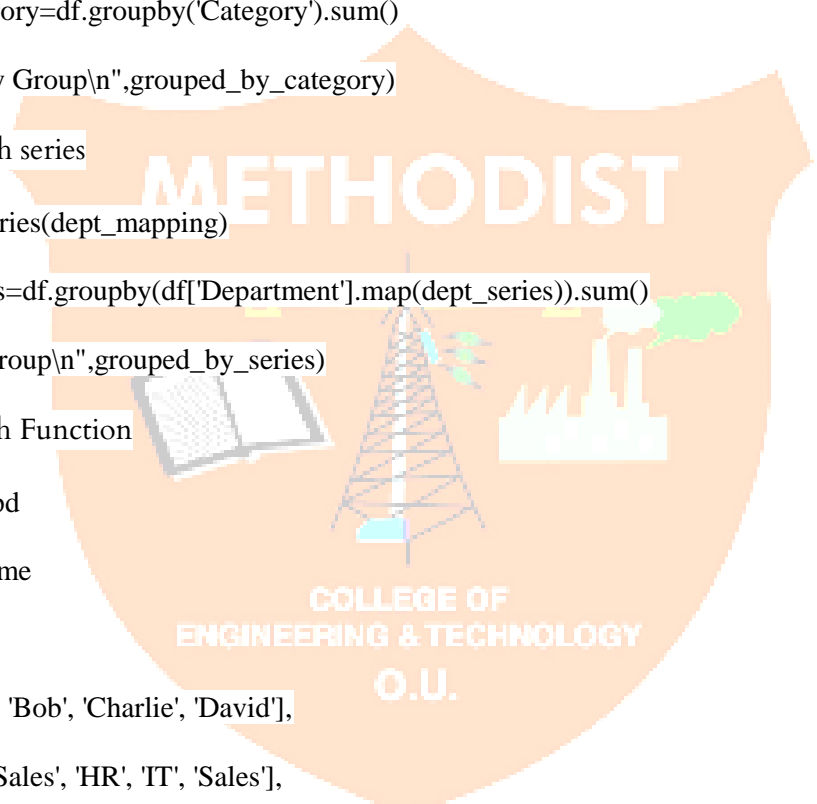 ory=df.groupby('Category').sum()
y Group\n",grouped_by_category)
h series
METHODIST
ries(dept_mapping)
s=df.groupby(df['Department'].map(dept_series)).sum()
roup\n",grouped_by_series)
h Function
pd
me
COLLEGE OF
ENGINEERING & TECHNOLOGY
O.U.
'Bob', 'Charlie', 'David'],
Sales', 'HR', 'IT', 'Sales'],